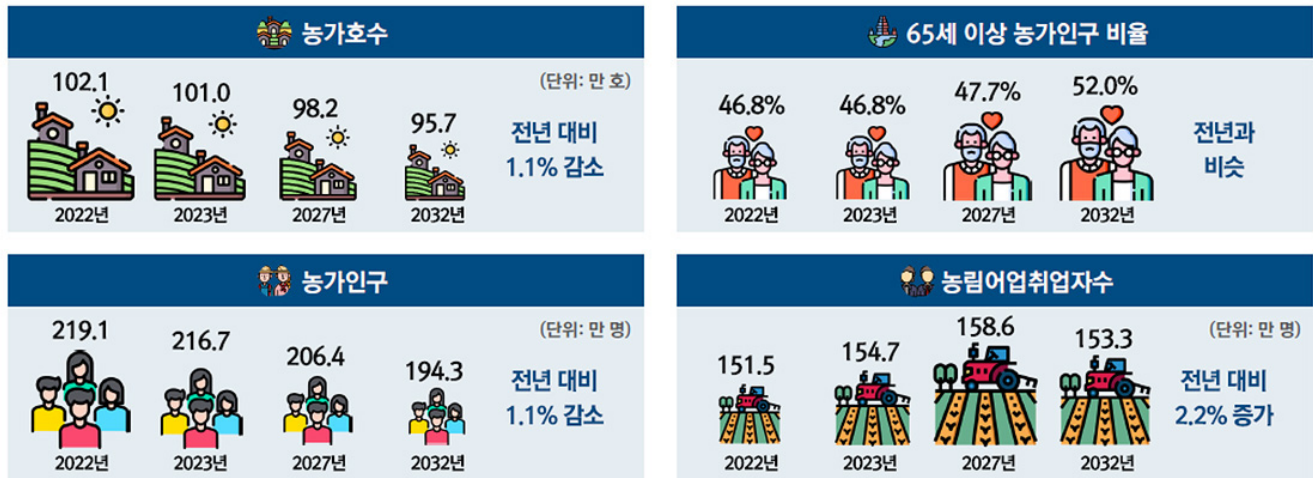 농가호수
(단위: 만 호)
102.1
101.0
98.2
95.7
전년 대비
1.1% 감소
2022년
2023년
2027년
2032년
65세 이상 농가인구 비율
46.8%
46.8%
47.7%
52.0%
전년과
비슷
2022년
2023년
2027년
2032년
농가인구
(단위: 만 명)
219.1
216.7
206.4
194.3
전년 대비
1.1% 감소
2022년
2023년
2027년
2032년
농림어업취업자수
(단위: 만 명)
151.5
154.7
158.6
153.3
전년 대비
2.2% 증가
2022년
2023년
2027년
2032년